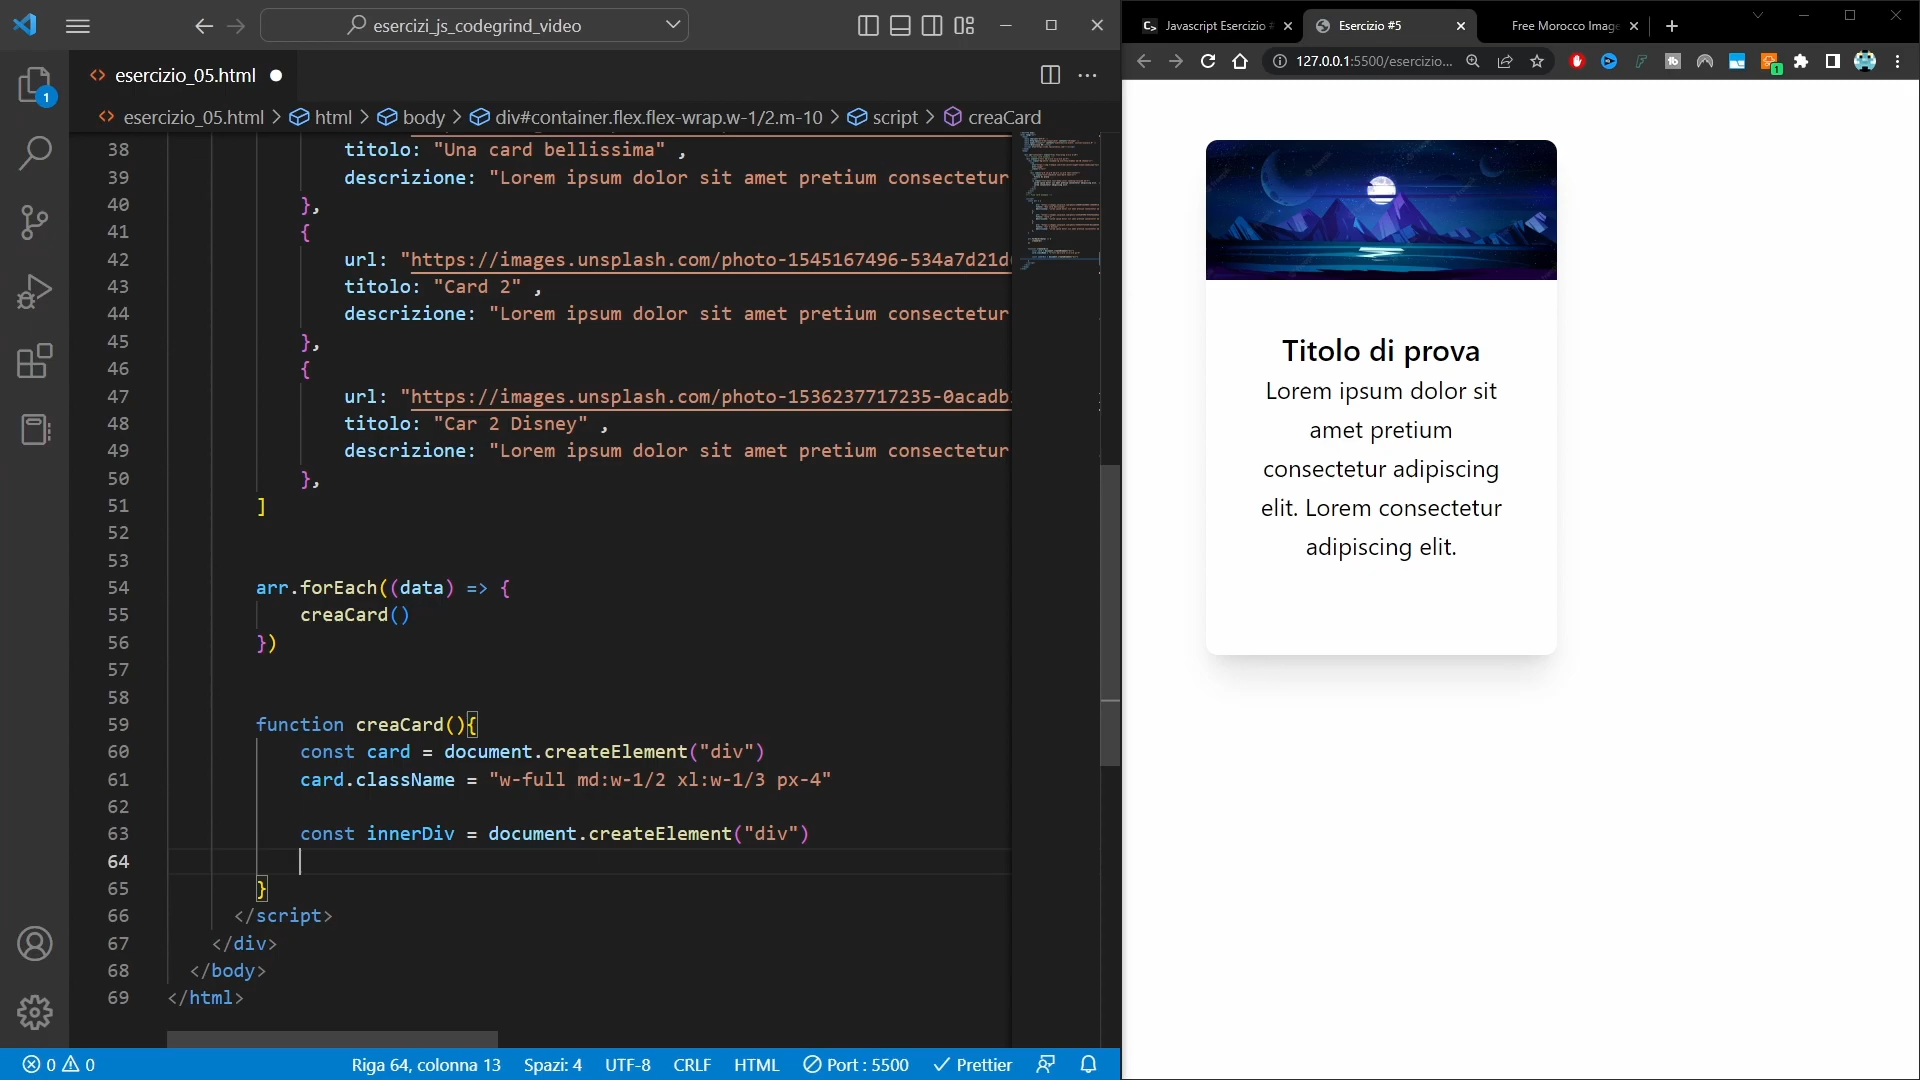 esercizi_js_codegrind_video
esercizio_05.html
esercizio_05.html > html > body > div#container.flex.flex-wrap.w-1/2.m-10 > script > creaCard
38 titolo: "Una card bellissima" ,
39 descrizione: "Lorem ipsum dolor sit amet pretium consectetur
40 },
41 {
42 url: "https://images.unsplash.com/photo-1545167496-534a7d21d
43 titolo: "Card 2" ,
44 descrizione: "Lorem ipsum dolor sit amet pretium consectetur
45 },
46 {
47 url: "https://images.unsplash.com/photo-1536237717235-0acadb
48 titolo: "Car 2 Disney" ,
49 descrizione: "Lorem ipsum dolor sit amet pretium consectetur
50 },
51 ]
52
53
54 arr.forEach((data) => {
55 creaCard()
56 })
57
58
59 function creaCard(){
60 const card = document.createElement("div")
61 card.className = "w-full md:w-1/2 xl:w-1/3 px-4"
62
63 const innerDiv = document.createElement("div")
64
65 }
66 </script>
67 </div>
68 </body>
69 </html>
1
0 0
Riga 64, colonna 13
Spazi: 4
UTF-8
CRLF
HTML
Port : 5500
Prettier
Javascript Esercizio
Esercizio #5
Free Morocco Image
127.0.0.1:5500/esercizio...
1
Titolo di prova
Lorem ipsum dolor sit
amet pretium
consectetur adipiscing
elit. Lorem consectetur
adipiscing elit.